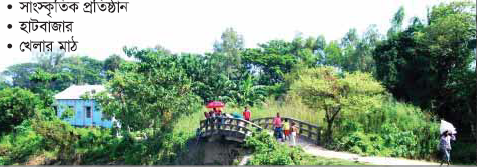 • সাংস্কৃতিক প্রতিষ্ঠান
• হাটবাজার
• খেলার মাঠ